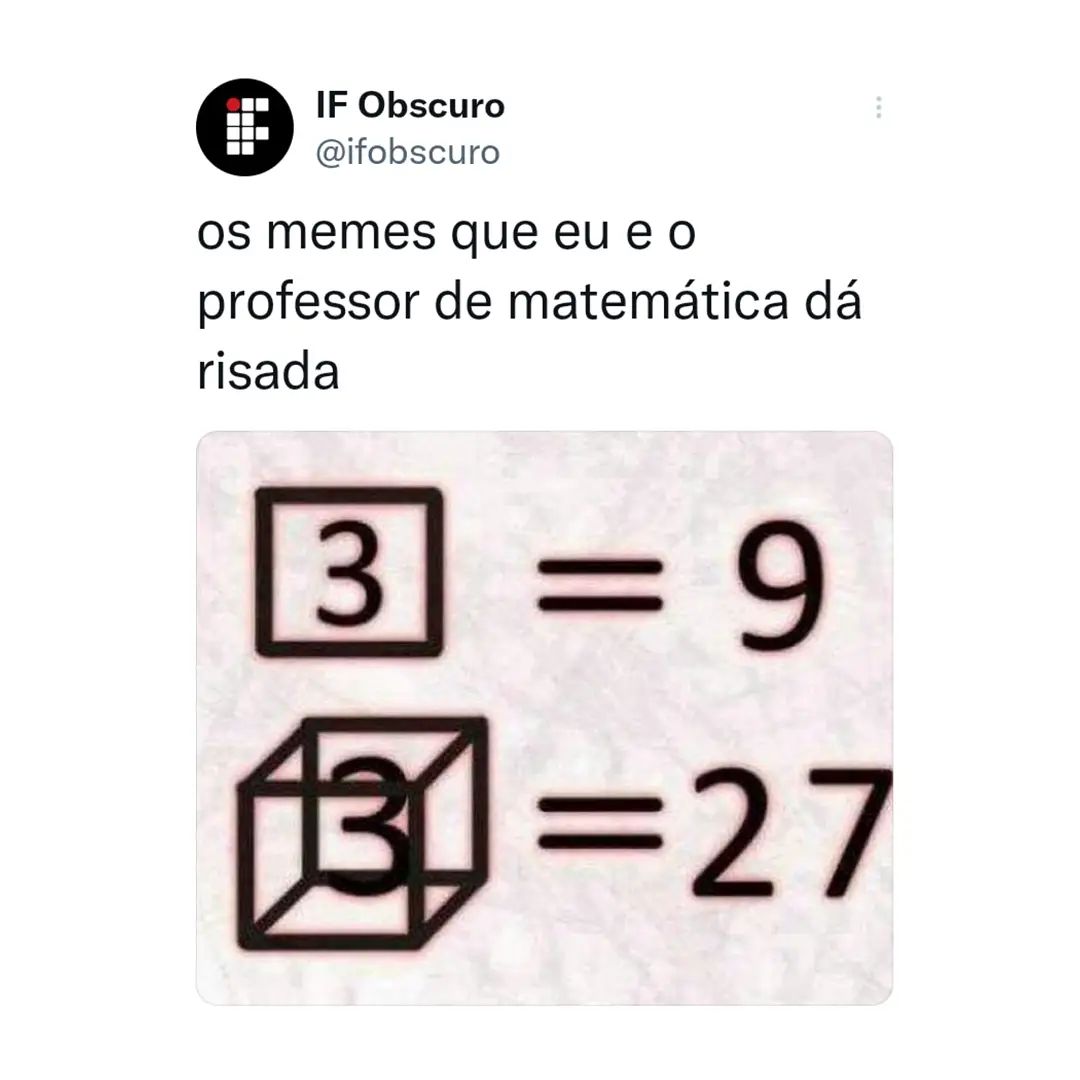 IF Obscuro
@ifobscuro
os memes que eu e o
professor de matemática dá
risada
3 = 9
3 = 27